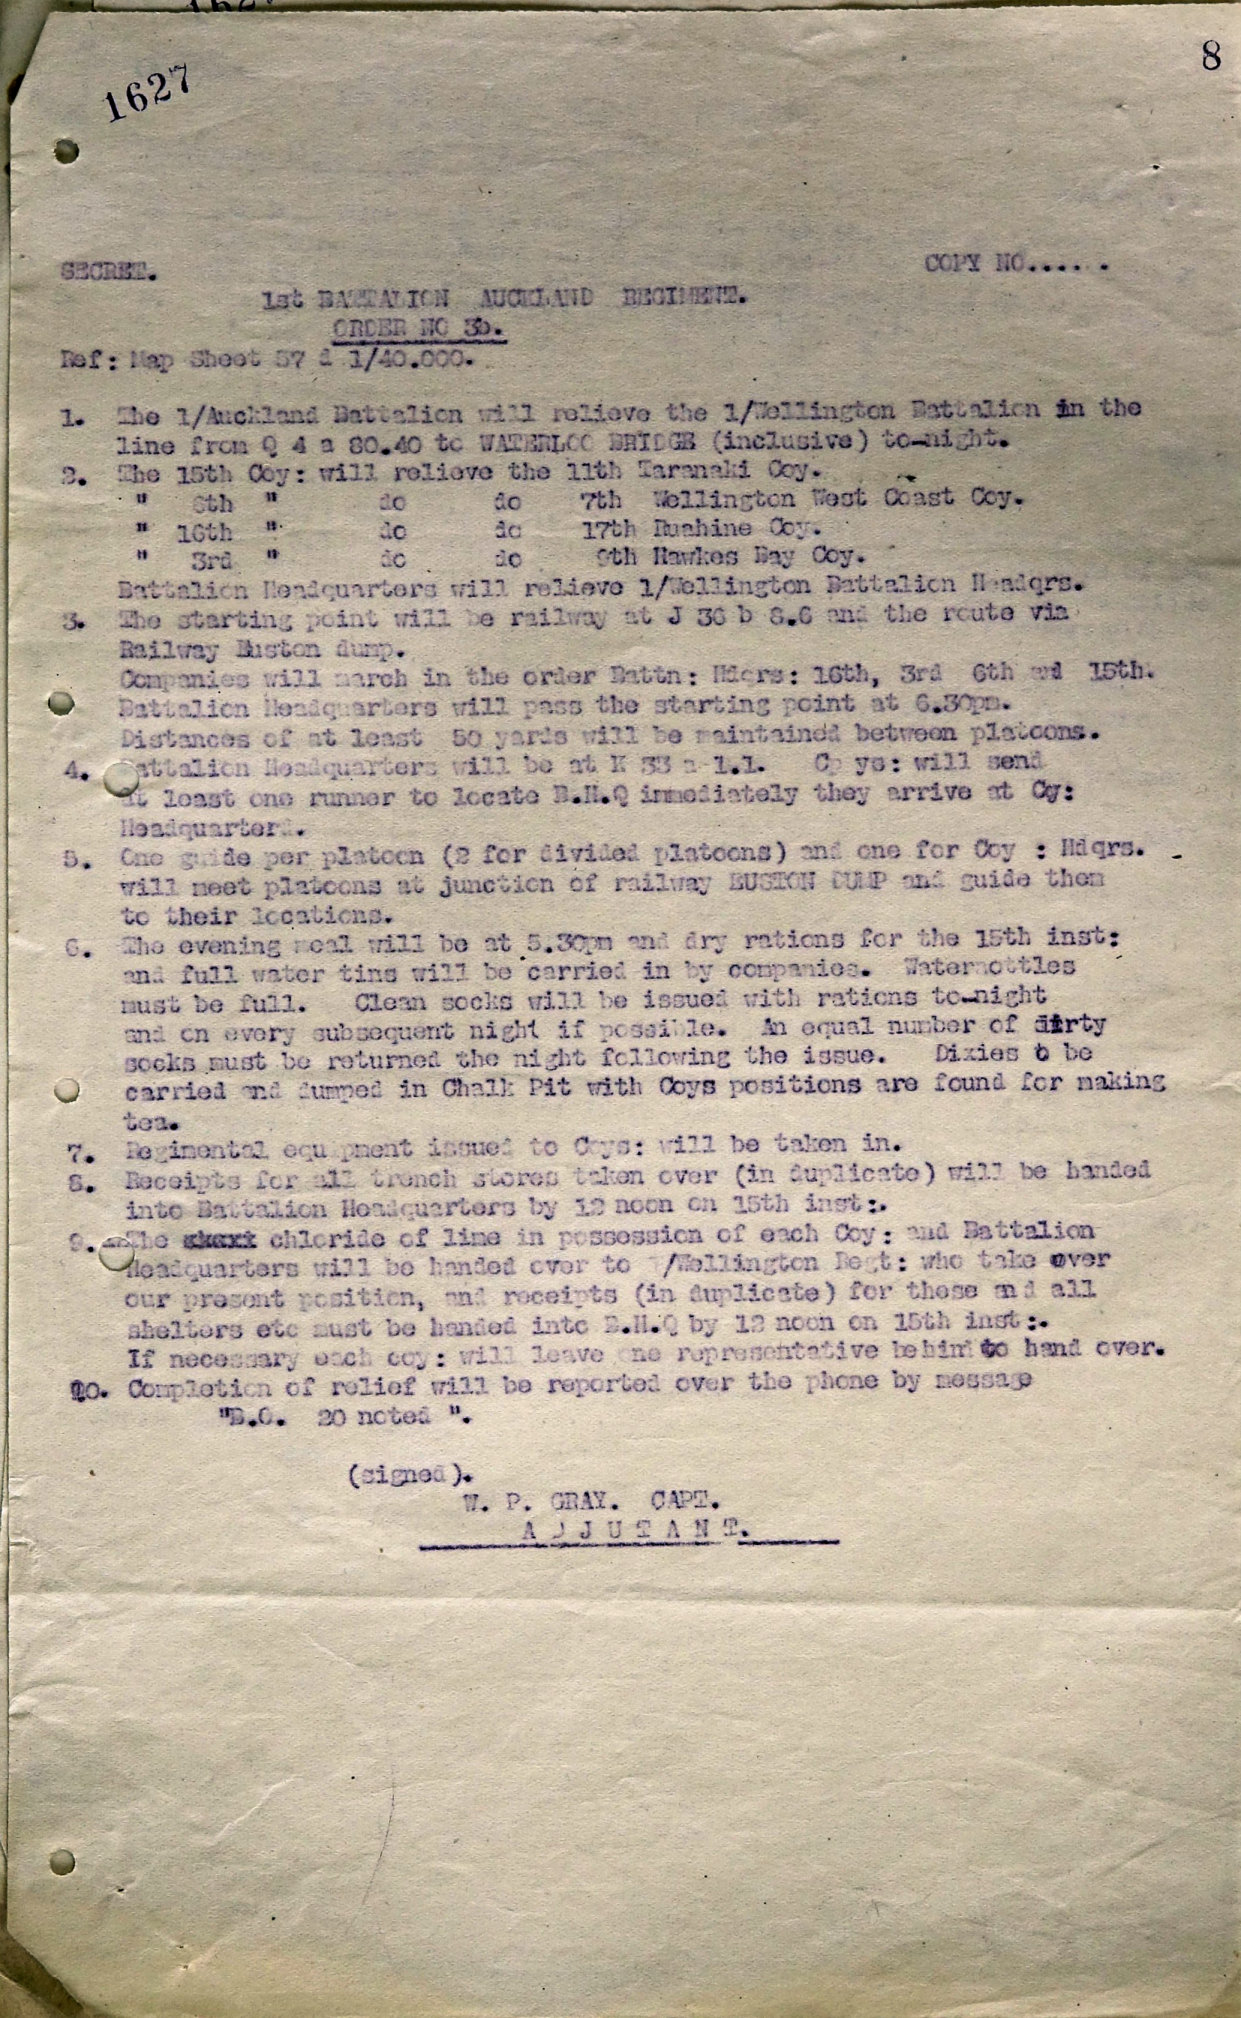 8
1627
SECRET. COPY NO......
1st BATTALION AUCKLAND REGIMENT.
ORDER NO 3b.
Ref: Map Sheet 57 d 1/40.000.
1. The 1/Auckland Battalion will relieve the 1/Wellington Battalion in the
line from Q 4 a 80.40 to WATERLOO BRIDGE (inclusive) to-night.
2. The 15th Coy: will relieve the 11th Taranaki Coy.
" 6th " do do 7th Wellington West Coast Coy.
" 16th " do do 17th Ruahine Coy.
" 3rd " do do 9th Hawkes Bay Coy.
Battalion Headquarters will relieve 1/Wellington Battalion Headqrs.
3. The starting point will be railway at J 36 b 8.6 and the route via
Railway Euston dump.
Companies will march in the order Battn: Hdqrs: 16th, 3rd 6th and 15th.
Battalion Headquarters will pass the starting point at 6.30pm.
Distances of at least 50 yards will be maintained between platoons.
4. Battalion Headquarters will be at K 33 a 1.1. Co ys: will send
at least one runner to locate B.H.Q immediately they arrive at Coy:
Headquarters.
5. One guide per platoon (2 for divided platoons) and one for Coy : Hdqrs.
will meet platoons at junction of railway EUSTON DUMP and guide them
to their locations.
6. The evening meal will be at 5.30pm and dry rations for the 15th inst:
and full water tins will be carried in by companies. Waterbottles
must be full. Clean socks will be issued with rations to-night
and on every subsequent night if possible. An equal number of dirty
socks must be returned the night following the issue. Dixies to be
carried and dumped in Chalk Pit with Coys positions are found for making
tea.
7. Regimental equipment issued to Coys: will be taken in.
8. Receipts for all trench stores taken over (in duplicate) will be handed
into Battalion Headquarters by 12 noon on 15th inst:.
9. The chloride of lime in possession of each Coy: and Battalion
Headquarters will be handed over to /Wellington Regt: who take over
our present position, and receipts (in duplicate) for these and all
shelters etc must be handed into B.H.Q by 12 noon on 15th inst:.
If necessary each coy: will leave one representative behind to hand over.
10. Completion of relief will be reported over the phone by message
"B.O. 20 noted ".
(signed).
W. P. GRAY. CAPT.
A D J U T A N T.